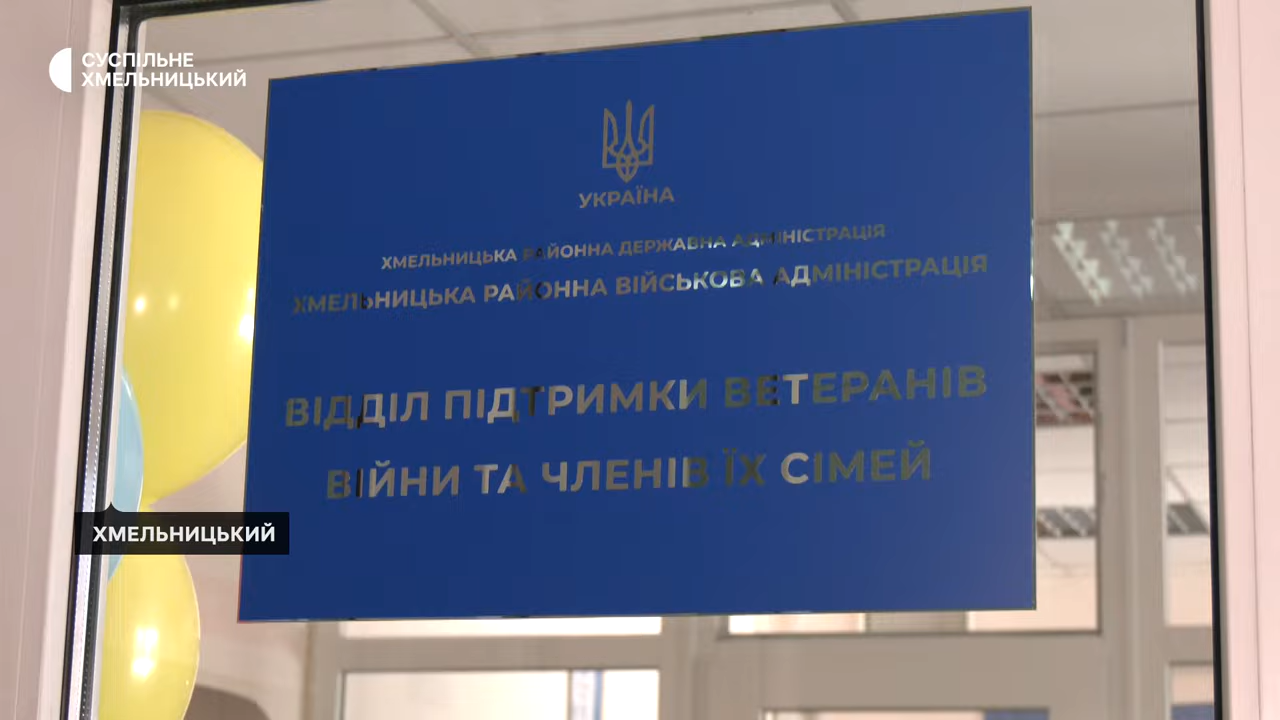 СУСПІЛЬНЕ
ХМЕЛЬНИЦЬКИЙ
УКРАЇНА
ХМЕЛЬНИЦЬКА РАЙОННА ДЕРЖАВНА АДМІНІСТРАЦІЯ
ХМЕЛЬНИЦЬКА РАЙОННА ВІЙСЬКОВА АДМІНІСТРАЦІЯ
ВІДДІЛ ПІДТРИМКИ ВЕТЕРАНІВ
ВІЙНИ ТА ЧЛЕНІВ ЇХ СІМЕЙ
ХМЕЛЬНИЦЬКИЙ